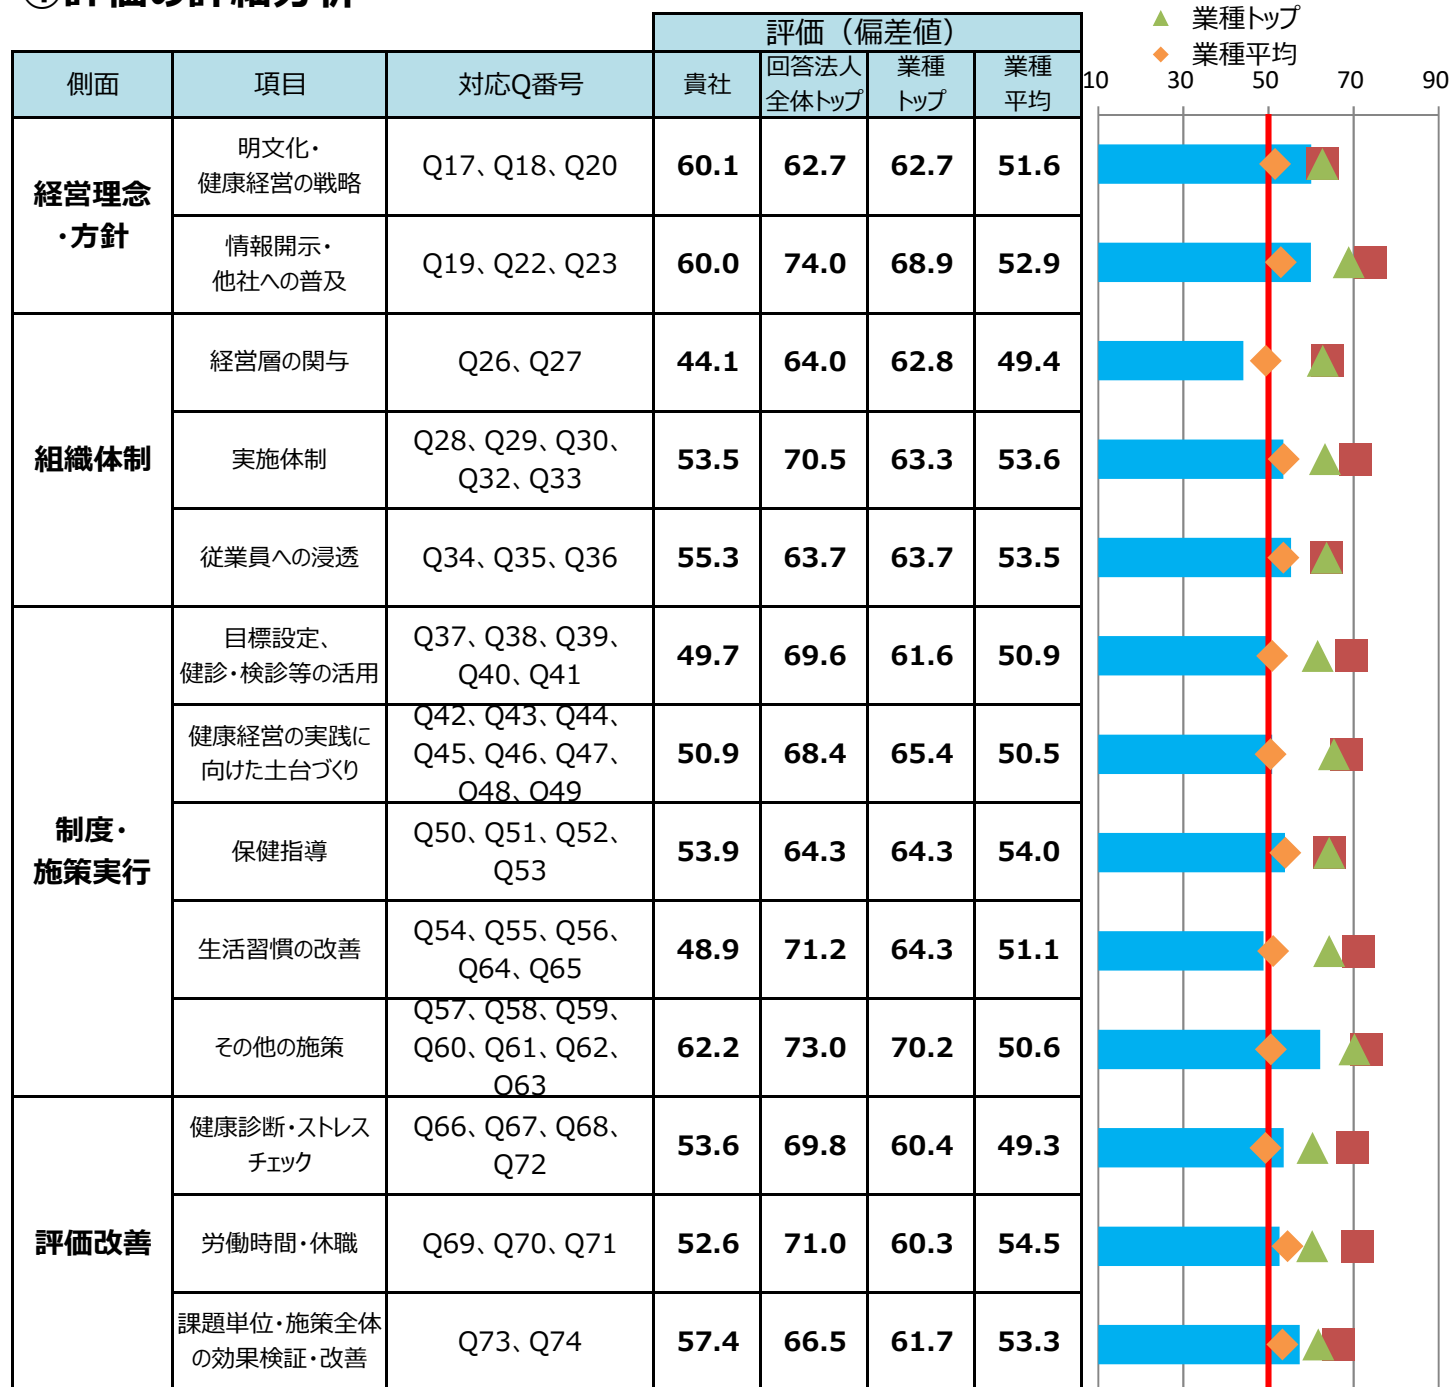 ①評価の詳細分析
▲ 業種トップ
◆ 業種平均
10 30 50 70 90
評価（偏差値）
側面 項目 対応Q番号 貴社 回答法人全体トップ 業種トップ 業種平均
経営理念・方針
明文化・健康経営の戦略 Q17、Q18、Q20 60.1 62.7 62.7 51.6
情報開示・他社への普及 Q19、Q22、Q23 60.0 74.0 68.9 52.9
組織体制
経営層の関与 Q26、Q27 44.1 64.0 62.8 49.4
実施体制 Q28、Q29、Q30、Q32、Q33 53.5 70.5 63.3 53.6
従業員への浸透 Q34、Q35、Q36 55.3 63.7 63.7 53.5
制度・施策実行
目標設定、健診・検診等の活用 Q37、Q38、Q39、Q40、Q41 49.7 69.6 61.6 50.9
健康経営の実践に向けた土台づくり Q42、Q43、Q44、Q45、Q46、Q47、Q48、Q49 50.9 68.4 65.4 50.5
保健指導 Q50、Q51、Q52、Q53 53.9 64.3 64.3 54.0
生活習慣の改善 Q54、Q55、Q56、Q64、Q65 48.9 71.2 64.3 51.1
その他の施策 Q57、Q58、Q59、Q60、Q61、Q62、Q63 62.2 73.0 70.2 50.6
評価改善
健康診断・ストレスチェック Q66、Q67、Q68、Q72 53.6 69.8 60.4 49.3
労働時間・休職 Q69、Q70、Q71 52.6 71.0 60.3 54.5
課題単位・施策全体の効果検証・改善 Q73、Q74 57.4 66.5 61.7 53.3